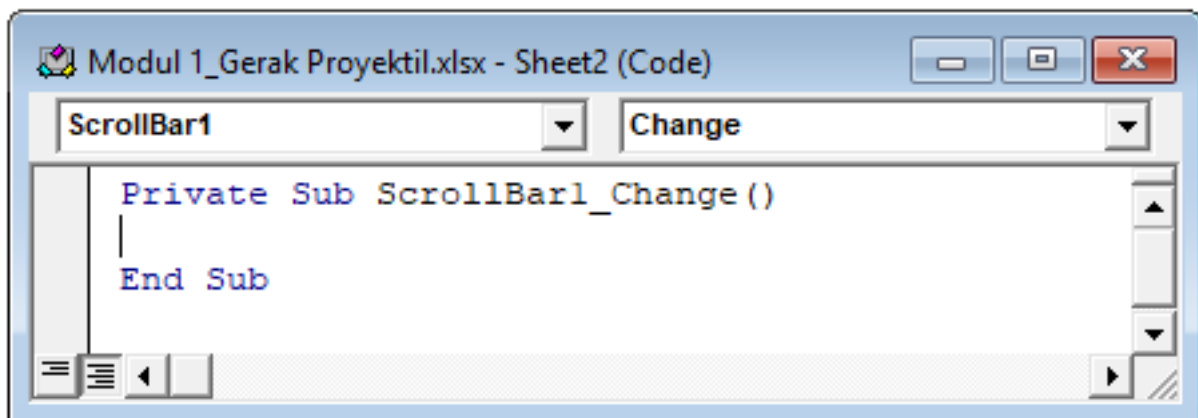 Modul 1_Gerak Proyektil.xlsx - Sheet2 (Code)
ScrollBar1 Change
Private Sub ScrollBar1_Change()
End Sub